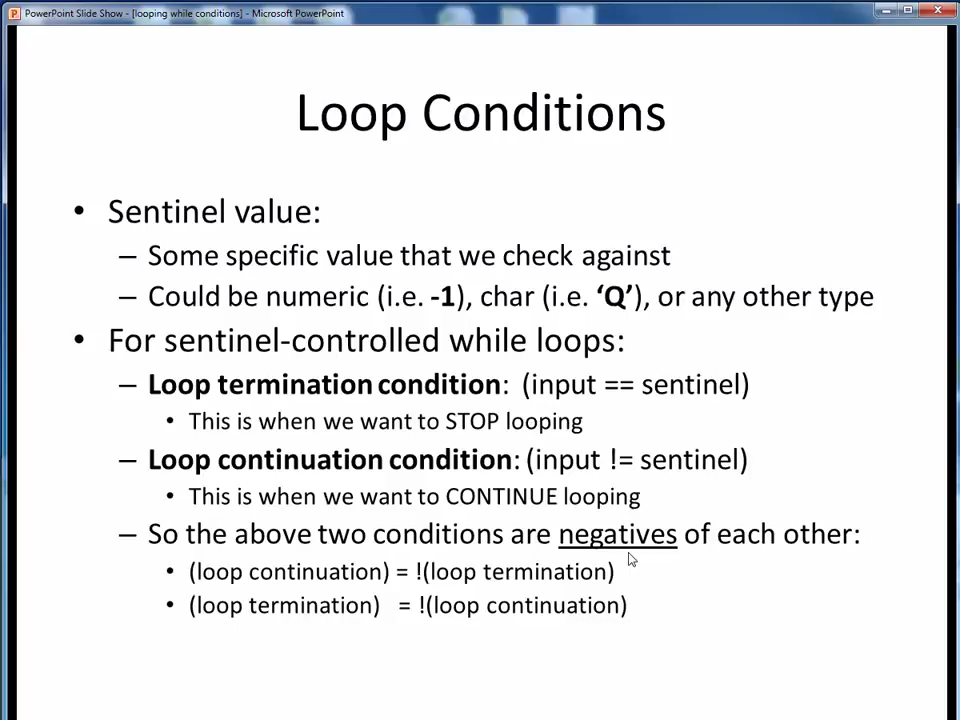 PowerPoint Slide Show - [looping while conditions] - Microsoft PowerPoint
Loop Conditions
• Sentinel value:
– Some specific value that we check against
– Could be numeric (i.e. -1), char (i.e. ‘Q’), or any other type
• For sentinel-controlled while loops:
– Loop termination condition: (input == sentinel)
• This is when we want to STOP looping
– Loop continuation condition: (input != sentinel)
• This is when we want to CONTINUE looping
– So the above two conditions are negatives of each other:
• (loop continuation) = !(loop termination)
• (loop termination) = !(loop continuation)